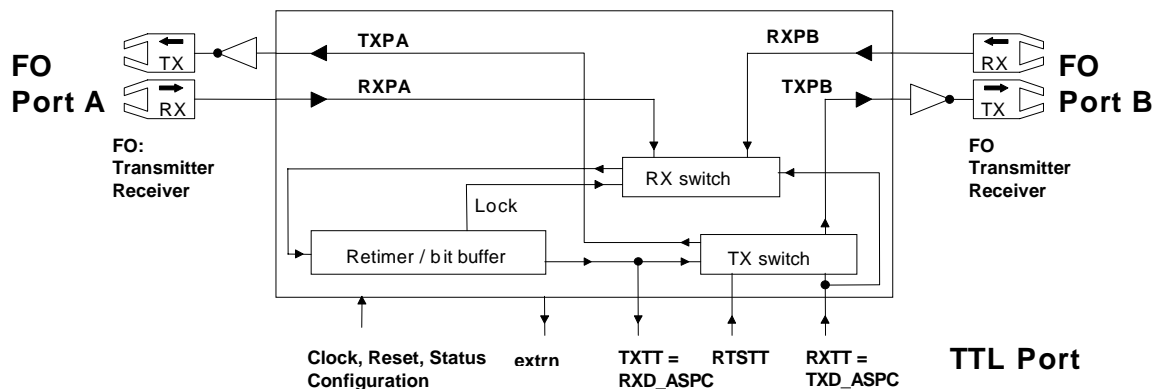 TXPA
RXPB
TX
RX
FO
Port A
FO
Port B
RXPA
TXPB
RX
TX
FO:
Transmitter
Receiver
FO
Transmitter
Receiver
RX switch
Lock
Retimer / bit buffer
TX switch
Clock, Reset, Status
Configuration
extrn
TXTT =
RXD_ASPC
RTSTT
RXTT =
TXD_ASPC
TTL Port